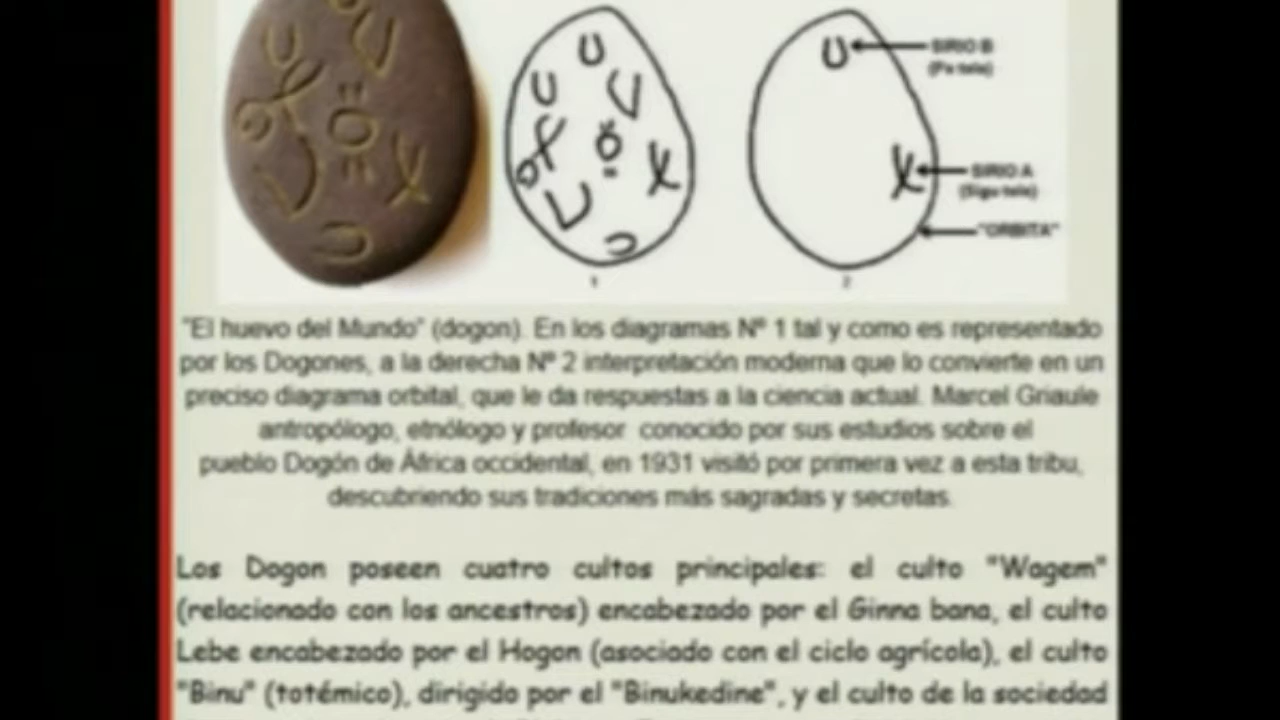 SIRIO B
(Po tolo)
SIRIO A
(Sigu tolo)
"ORBITA"
1
2
"El huevo del Mundo" (dogon). En los diagramas Nº 1 tal y como es representado
por los Dogones, a la derecha Nº 2 interpretación moderna que lo convierte en un
preciso diagrama orbital, que le da respuestas a la ciencia actual. Marcel Griaule
antropólogo, etnólogo y profesor conocido por sus estudios sobre el
pueblo Dogón de África occidental, en 1931 visitó por primera vez a esta tribu,
descubriendo sus tradiciones más sagradas y secretas.
Los Dogon poseen cuatro cultos principales: el culto "Wagem"
(relacionado con los ancestros) encabezado por el Ginna bana, el culto
Lebe encabezado por el Hogon (asociado con el ciclo agrícola), el culto
"Binu" (totémico), dirigido por el "Binukedine", y el culto de la sociedad